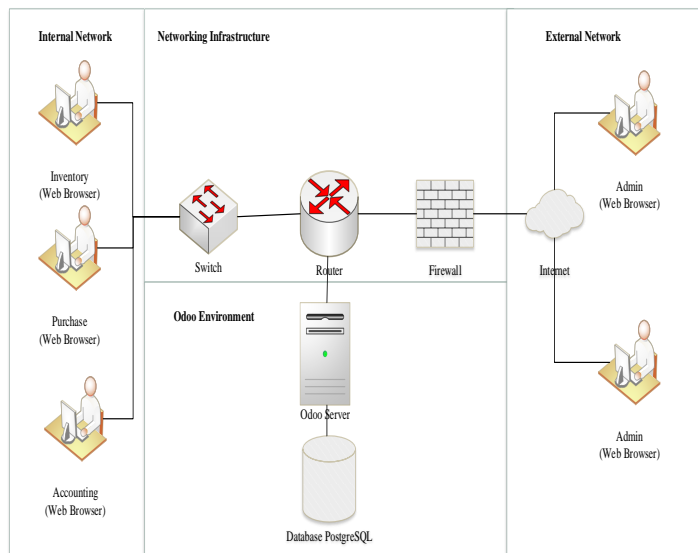 Internal Network
Networking Infrastructure
External Network
Inventory
(Web Browser)
Purchase
(Web Browser)
Accounting
(Web Browser)
Switch
Router
Firewall
Internet
Admin
(Web Browser)
Odoo Environment
Odoo Server
Database PostgreSQL
Admin
(Web Browser)